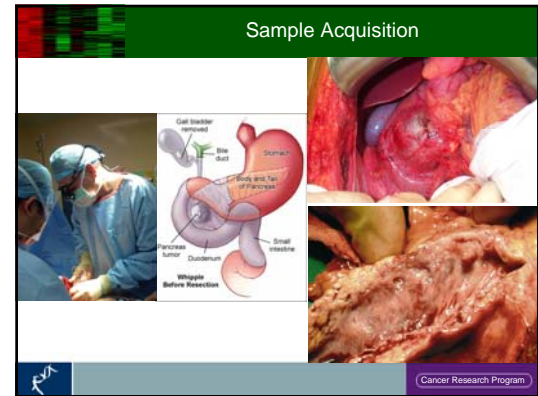 Sample Acquisition
Gall bladder
removed
Bile
duct
Stomach
Body and Tail
of Pancreas
Pancreas
tumor
Duodenum
Small
intestine
Whipple
Before Resection
Cancer Research Program